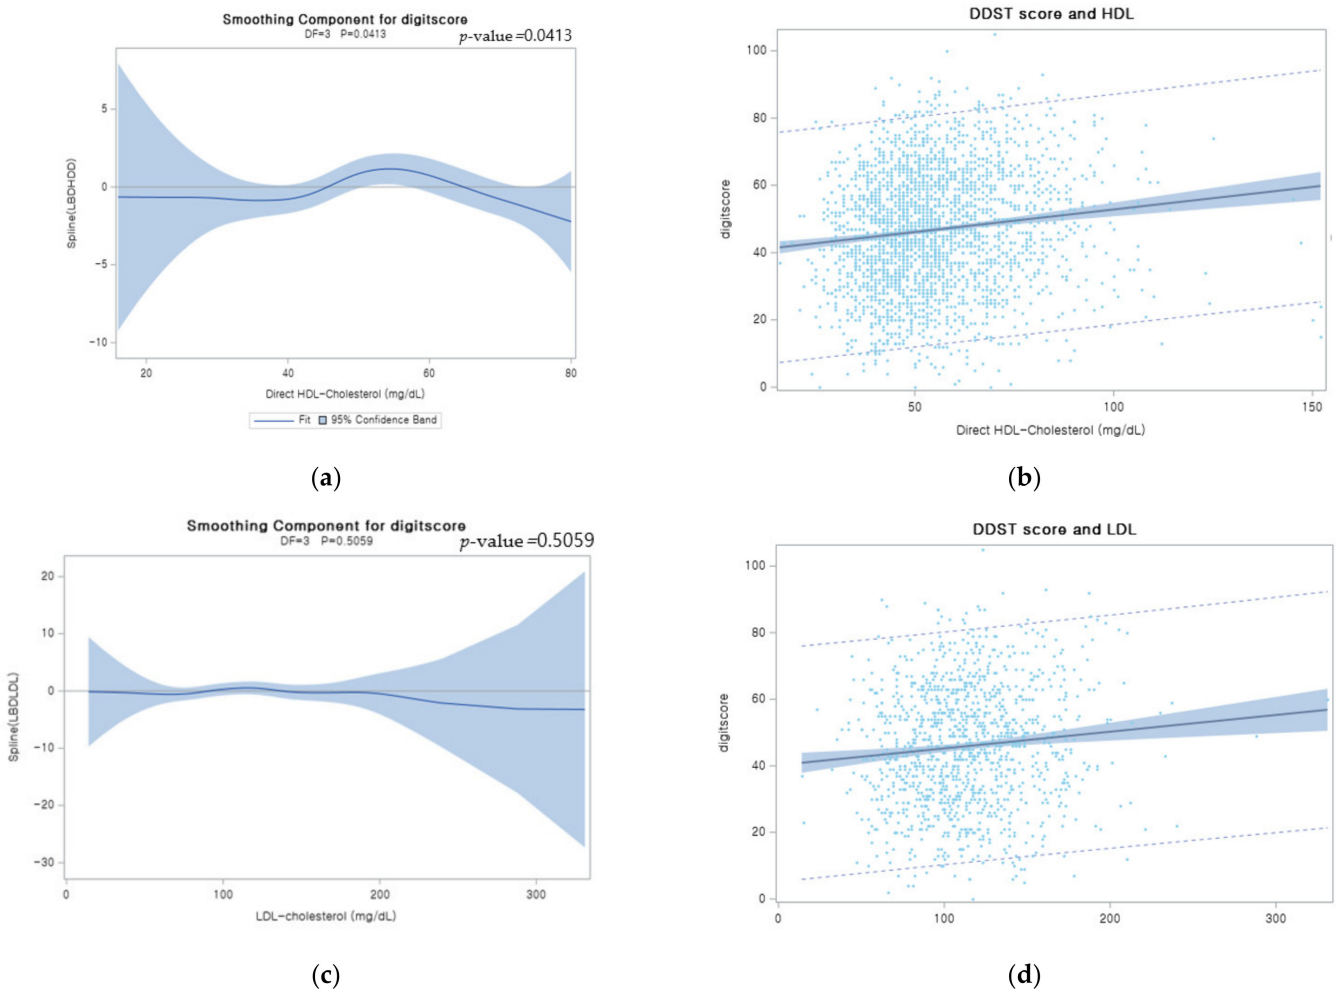 Smoothing Component for digitscore
DF=3 P=0.0413
p-value=0.0413
5
0
−5
−10
Spline(LBDHDD)
20 40 60 80
Direct HDL−Cholesterol (mg/dL)
Fit 95% Confidence Band
(a)
DDST score and HDL
100
80
60
40
20
0
digitscore
50 100 150
Direct HDL−Cholesterol (mg/dL)
(b)
Smoothing Component for digitscore
DF=3 P=0.5059
p-value=0.5059
20
10
0
−10
−20
−30
Spline(LBDLDL)
0 100 200 300
LDL−cholesterol (mg/dL)
(c)
DDST score and LDL
100
80
60
40
20
0
digitscore
0 100 200 300
(d)